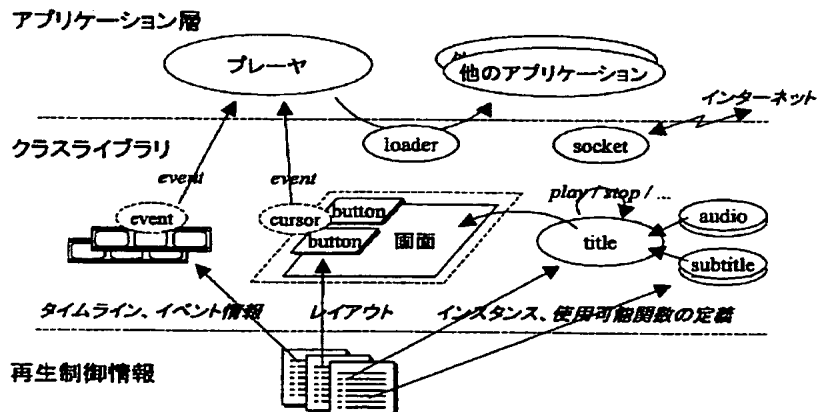 アプリケーション層
プレーヤ
他のアプリケーション
インターネット
loader
socket
クラスライブラリ
event
event
play / stop / ...
event
cursor
button
button
画面
title
audio
subtitle
タイムライン、イベント情報
レイアウト
インスタンス、使用可能関数の定義
再生制御情報